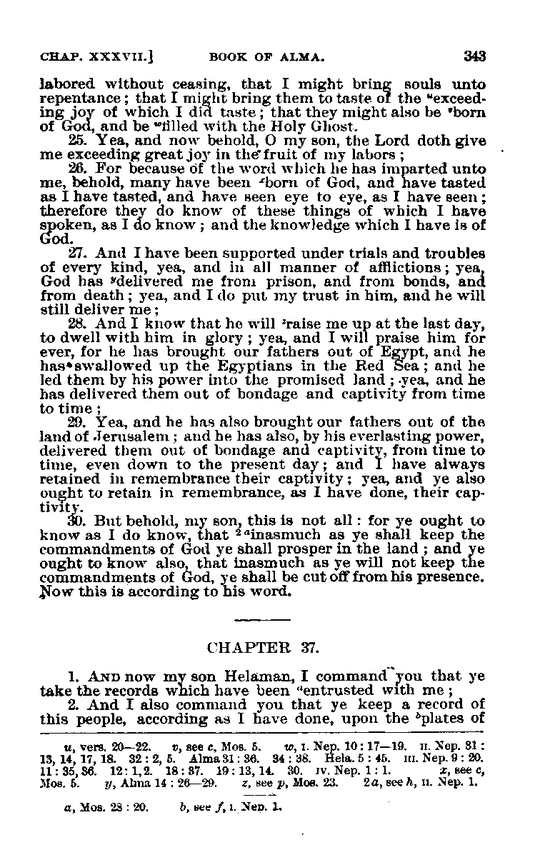 CHAP. XXXVII.] BOOK OF ALMA. 343
labored without ceasing, that I might bring souls unto
repentance; that I might bring them to taste of the ᵘexceed-
ing joy of which I did taste; that they might also be ᵛborn
of God, and be ʷfilled with the Holy Ghost.
25. Yea, and now behold, O my son, the Lord doth give
me exceeding great joy in the fruit of my labors;
26. For because of the word which he has imparted unto
me, behold, many have been ˣborn of God, and have tasted
as I have tasted, and have seen eye to eye, as I have seen;
therefore they do know of these things of which I have
spoken, as I do know; and the knowledge which I have is of
God.
27. And I have been supported under trials and troubles
of every kind, yea, and in all manner of afflictions; yea,
God has ʸdelivered me from prison, and from bonds, and
from death; yea, and I do put my trust in him, and he will
still deliver me;
28. And I know that he will ᶻraise me up at the last day,
to dwell with him in glory; yea, and I will praise him for
ever, for he has brought our fathers out of Egypt, and he
has swallowed up the Egyptians in the Red Sea; and he
led them by his power into the promised land; yea, and he
has delivered them out of bondage and captivity from time
to time;
29. Yea, and he has also brought our fathers out of the
land of Jerusalem; and he has also, by his everlasting power,
delivered them out of bondage and captivity, from time to
time, even down to the present day; and I have always
retained in remembrance their captivity; yea, and ye also
ought to retain in remembrance, as I have done, their cap-
tivity.
30. But behold, my son, this is not all: for ye ought to
know as I do know, that ²ᵃinasmuch as ye shall keep the
commandments of God ye shall prosper in the land; and ye
ought to know also, that inasmuch as ye will not keep the
commandments of God, ye shall be cut off from his presence.
Now this is according to his word.
CHAPTER 37.
1. AND now my son Helaman, I command you that ye
take the records which have been ᵃentrusted with me;
2. And I also command you that ye keep a record of
this people, according as I have done, upon the ᵇplates of
u, vers. 20—22. v, see c, Mos. 5. w, I. Nep. 10:17—19. II. Nep. 31:
13, 14, 17, 18. 32:2, 5. Alma 31:36. 34:38. Hela. 5:45. III. Nep. 9:20.
11:35, 36. 12:1, 2. 18:37. 19:13, 14. 30. IV. Nep. 1:1. x, see c,
Mos. 5. y, Alma 14:26—29. z, see p, Mos. 23. 2a, see h, II. Nep. 1.
a, Mos. 28:20. b, see f, I. Nep. 1.